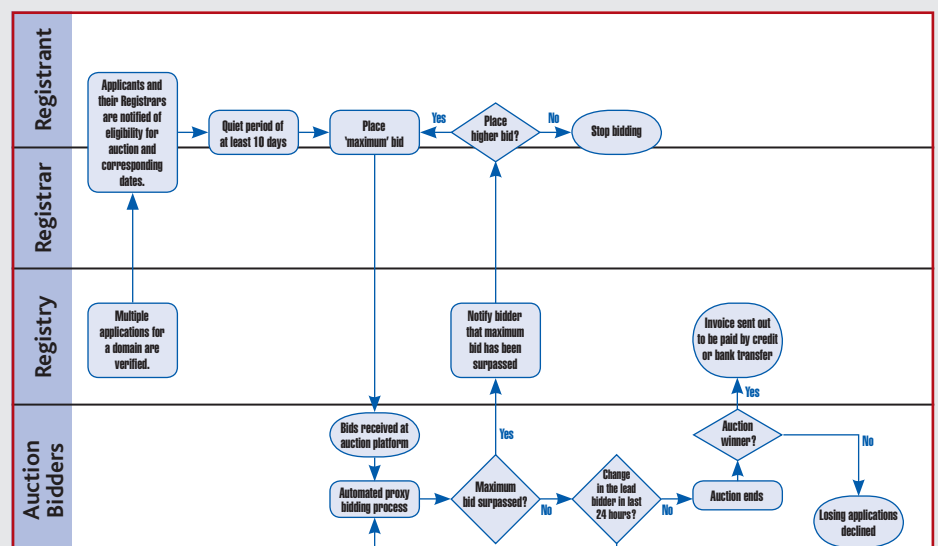 Registrant
Applicants and
their Registrars
are notified of
eligibility for
auction and
corresponding
dates.
Quiet period of
at least 10 days
Place
'maximum' bid
Yes
Place
higher bid?
No
Stop bidding
Registrar
Registry
Multiple
applications for
a domain are
verified.
Notify bidder
that maximum
bid has been
surpassed
Invoice sent out
to be paid by credit
or bank transfer
Yes
Auction
Bidders
Bids received at
auction platform
Yes
Auction
winner?
No
Automated proxy
bidding process
Maximum
bid surpassed?
No
Change
in the lead
bidder in last
24 hours?
No
Auction ends
Losing applications
declined